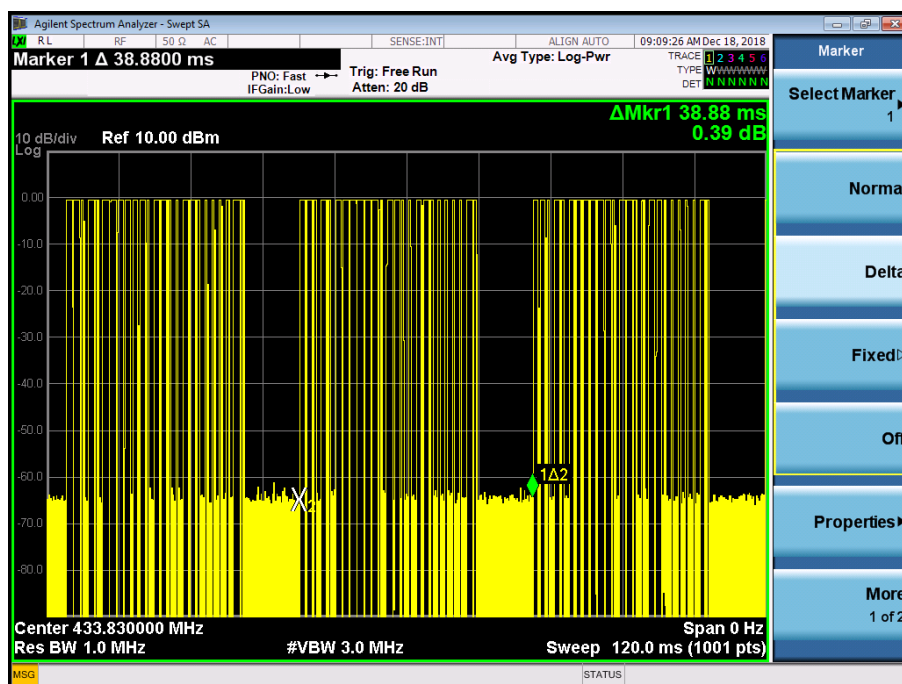 Agilent Spectrum Analyzer - Swept SA
LXI RL RF 50 Ω AC SENSE:INT ALIGN AUTO 09:09:26 AM Dec 18, 2018
Marker 1 Δ 38.8800 ms
PNO: Fast
IFGain:Low
Trig: Free Run
Atten: 20 dB
Avg Type: Log-Pwr
TRACE 1 2 3 4 5 6
TYPE WWWWWW
DET N N N N N N
ΔMkr1 38.88 ms
0.39 dB
10 dB/div Ref 10.00 dBm
Log
0.00
-10.0
-20.0
-30.0
-40.0
-50.0
-60.0
-70.0
-80.0
1Δ2
X2
Center 433.830000 MHz Span 0 Hz
Res BW 1.0 MHz #VBW 3.0 MHz Sweep 120.0 ms (1001 pts)
MSG STATUS
Marker
Select Marker
1
Norma
Delta
Fixed
Off
Properties
More
1 of 2